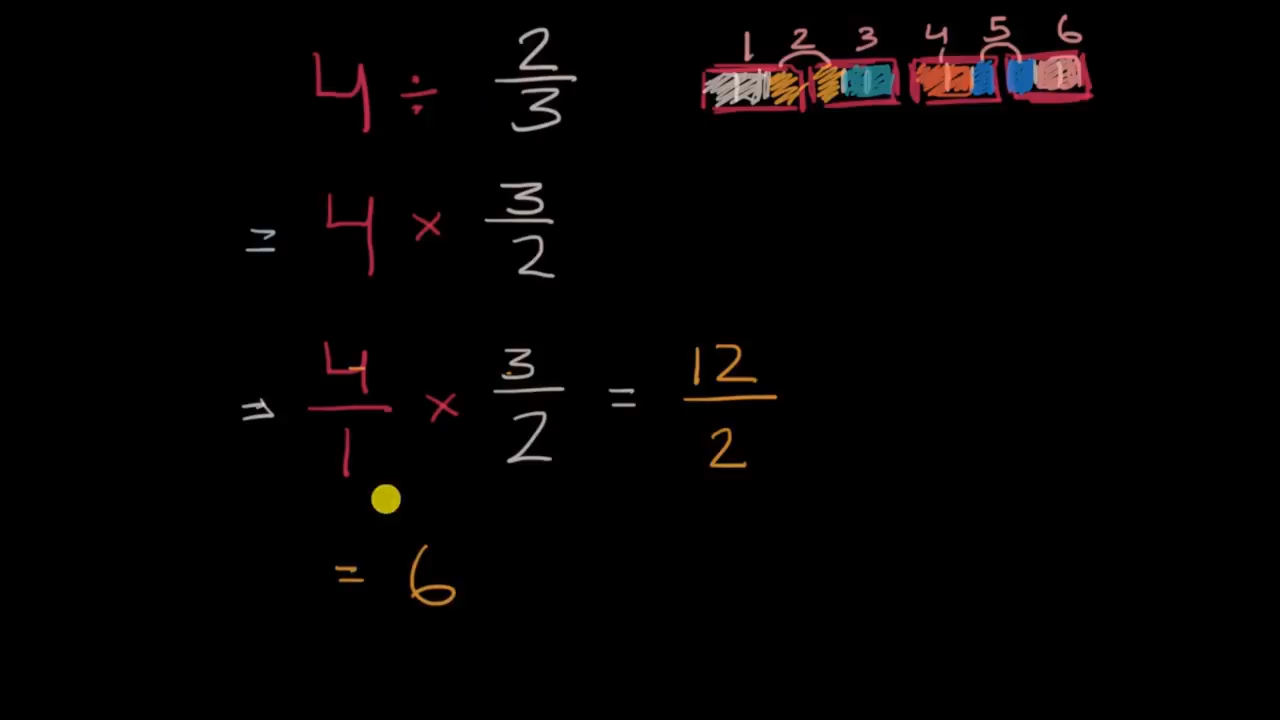 4 ÷ 2/3
1 2 3 4 5 6
= 4 × 3/2
= 4/1 × 3/2 = 12/2
= 6